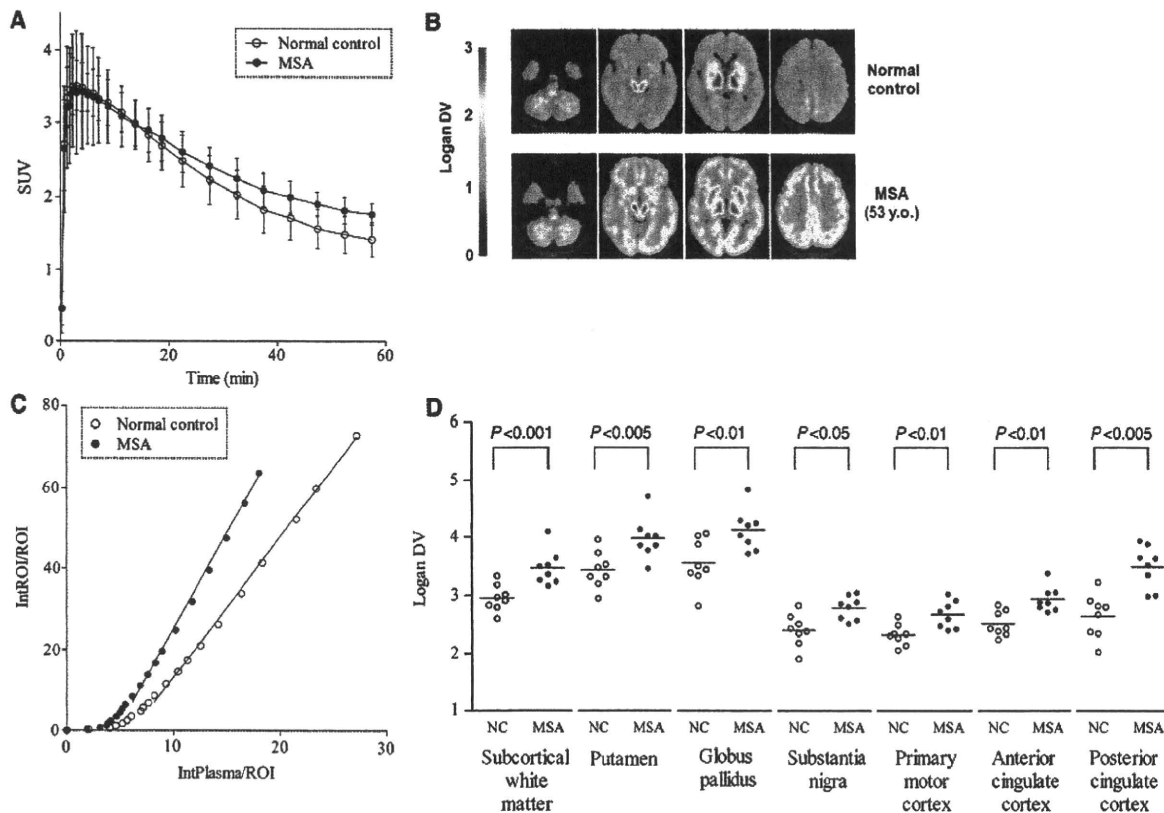 A
SUV
4
3
2
1
0
Normal control
MSA
0
20
40
60
Time (min)
B
Logan DV
3
2
1
0
Normal
control
MSA
(53 y.o.)
C
IntROI/ROI
80
60
40
20
0
Normal control
MSA
0
10
20
30
IntPlasma/ROI
D
Logan DV
6
5
4
3
2
1
P<0.001
P<0.005
P<0.01
P<0.05
P<0.01
P<0.01
P<0.005
NC MSA NC MSA NC MSA NC MSA NC MSA NC MSA NC MSA
Subcortical
white
matter
Putamen
Globus
pallidus
Substantia
nigra
Primary
motor
cortex
Anterior
cingulate
cortex
Posterior
cingulate
cortex